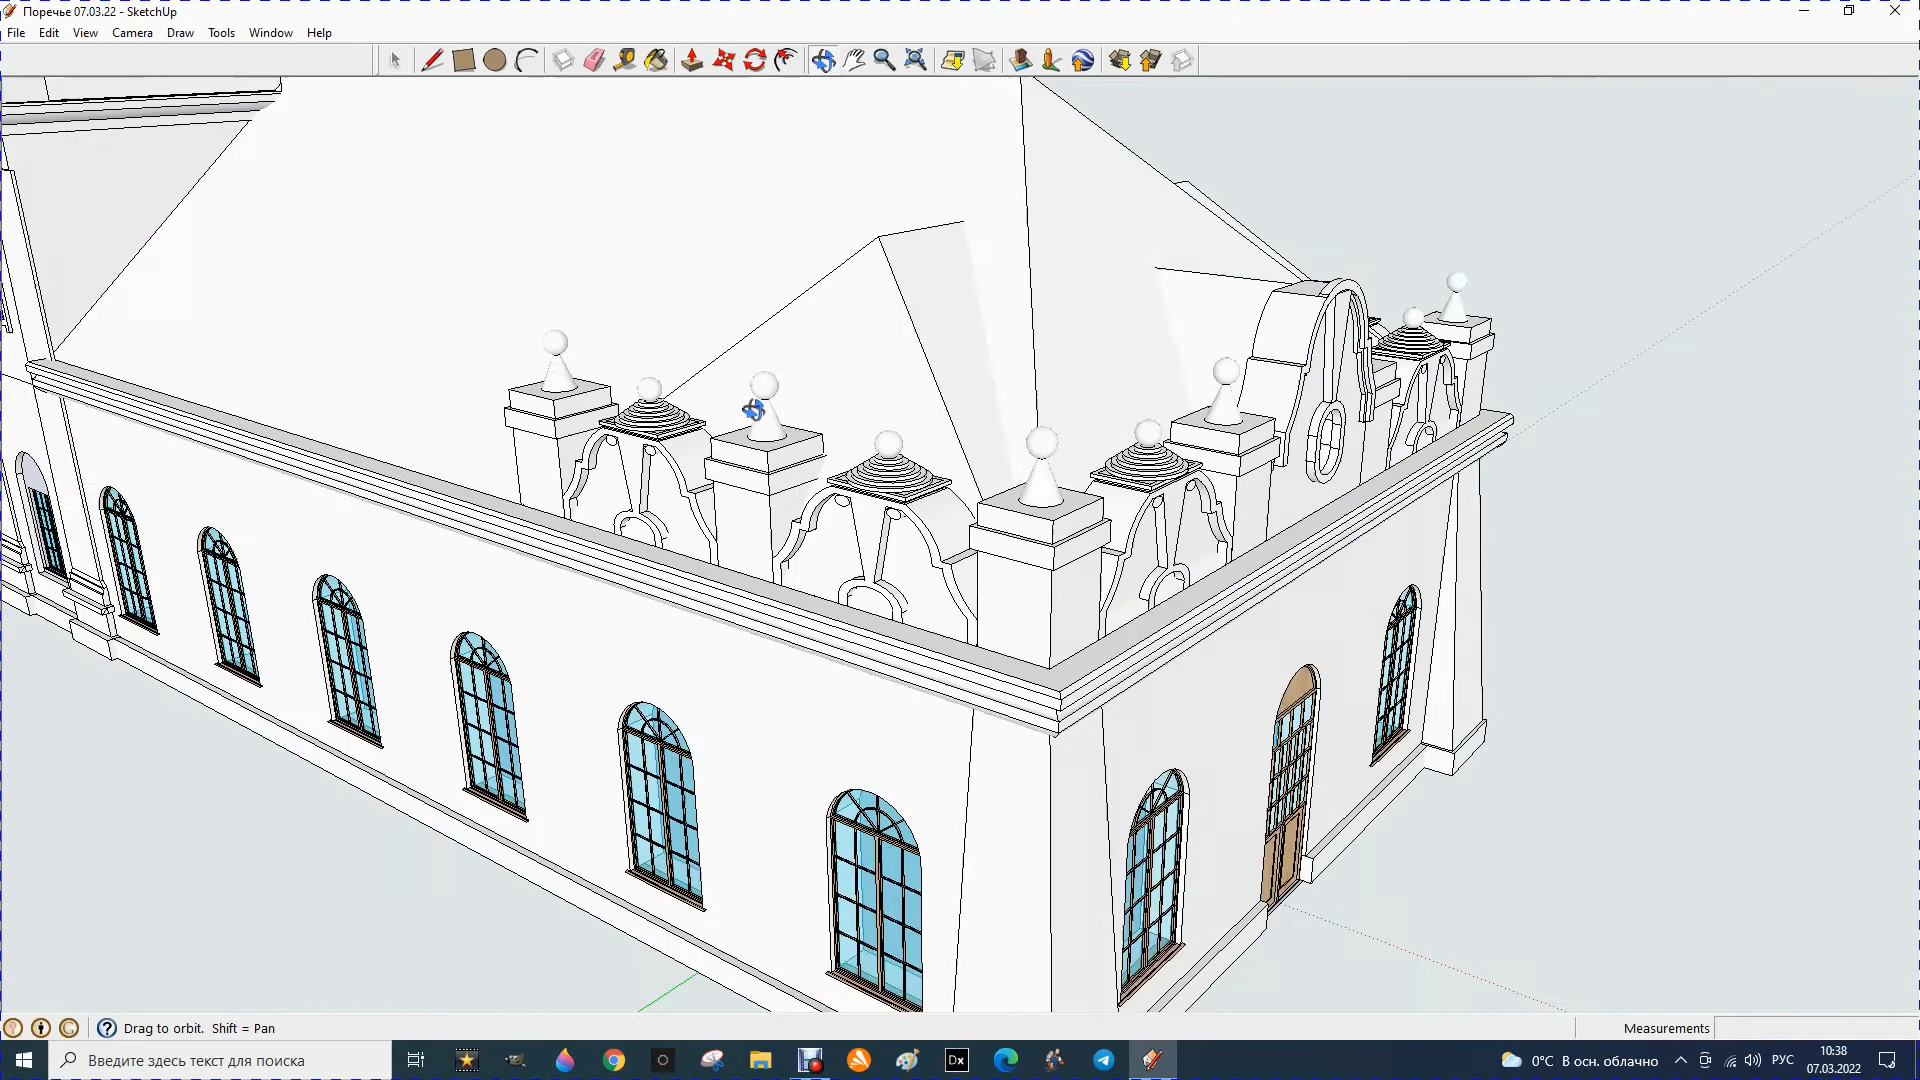 Поречье 07.03.22 - SketchUp
File Edit View Camera Draw Tools Window Help
Drag to orbit. Shift = Pan
Measurements
Введите здесь текст для поиска
Dx
0°C В осн. облачно
РУС
10:38
07.03.2022